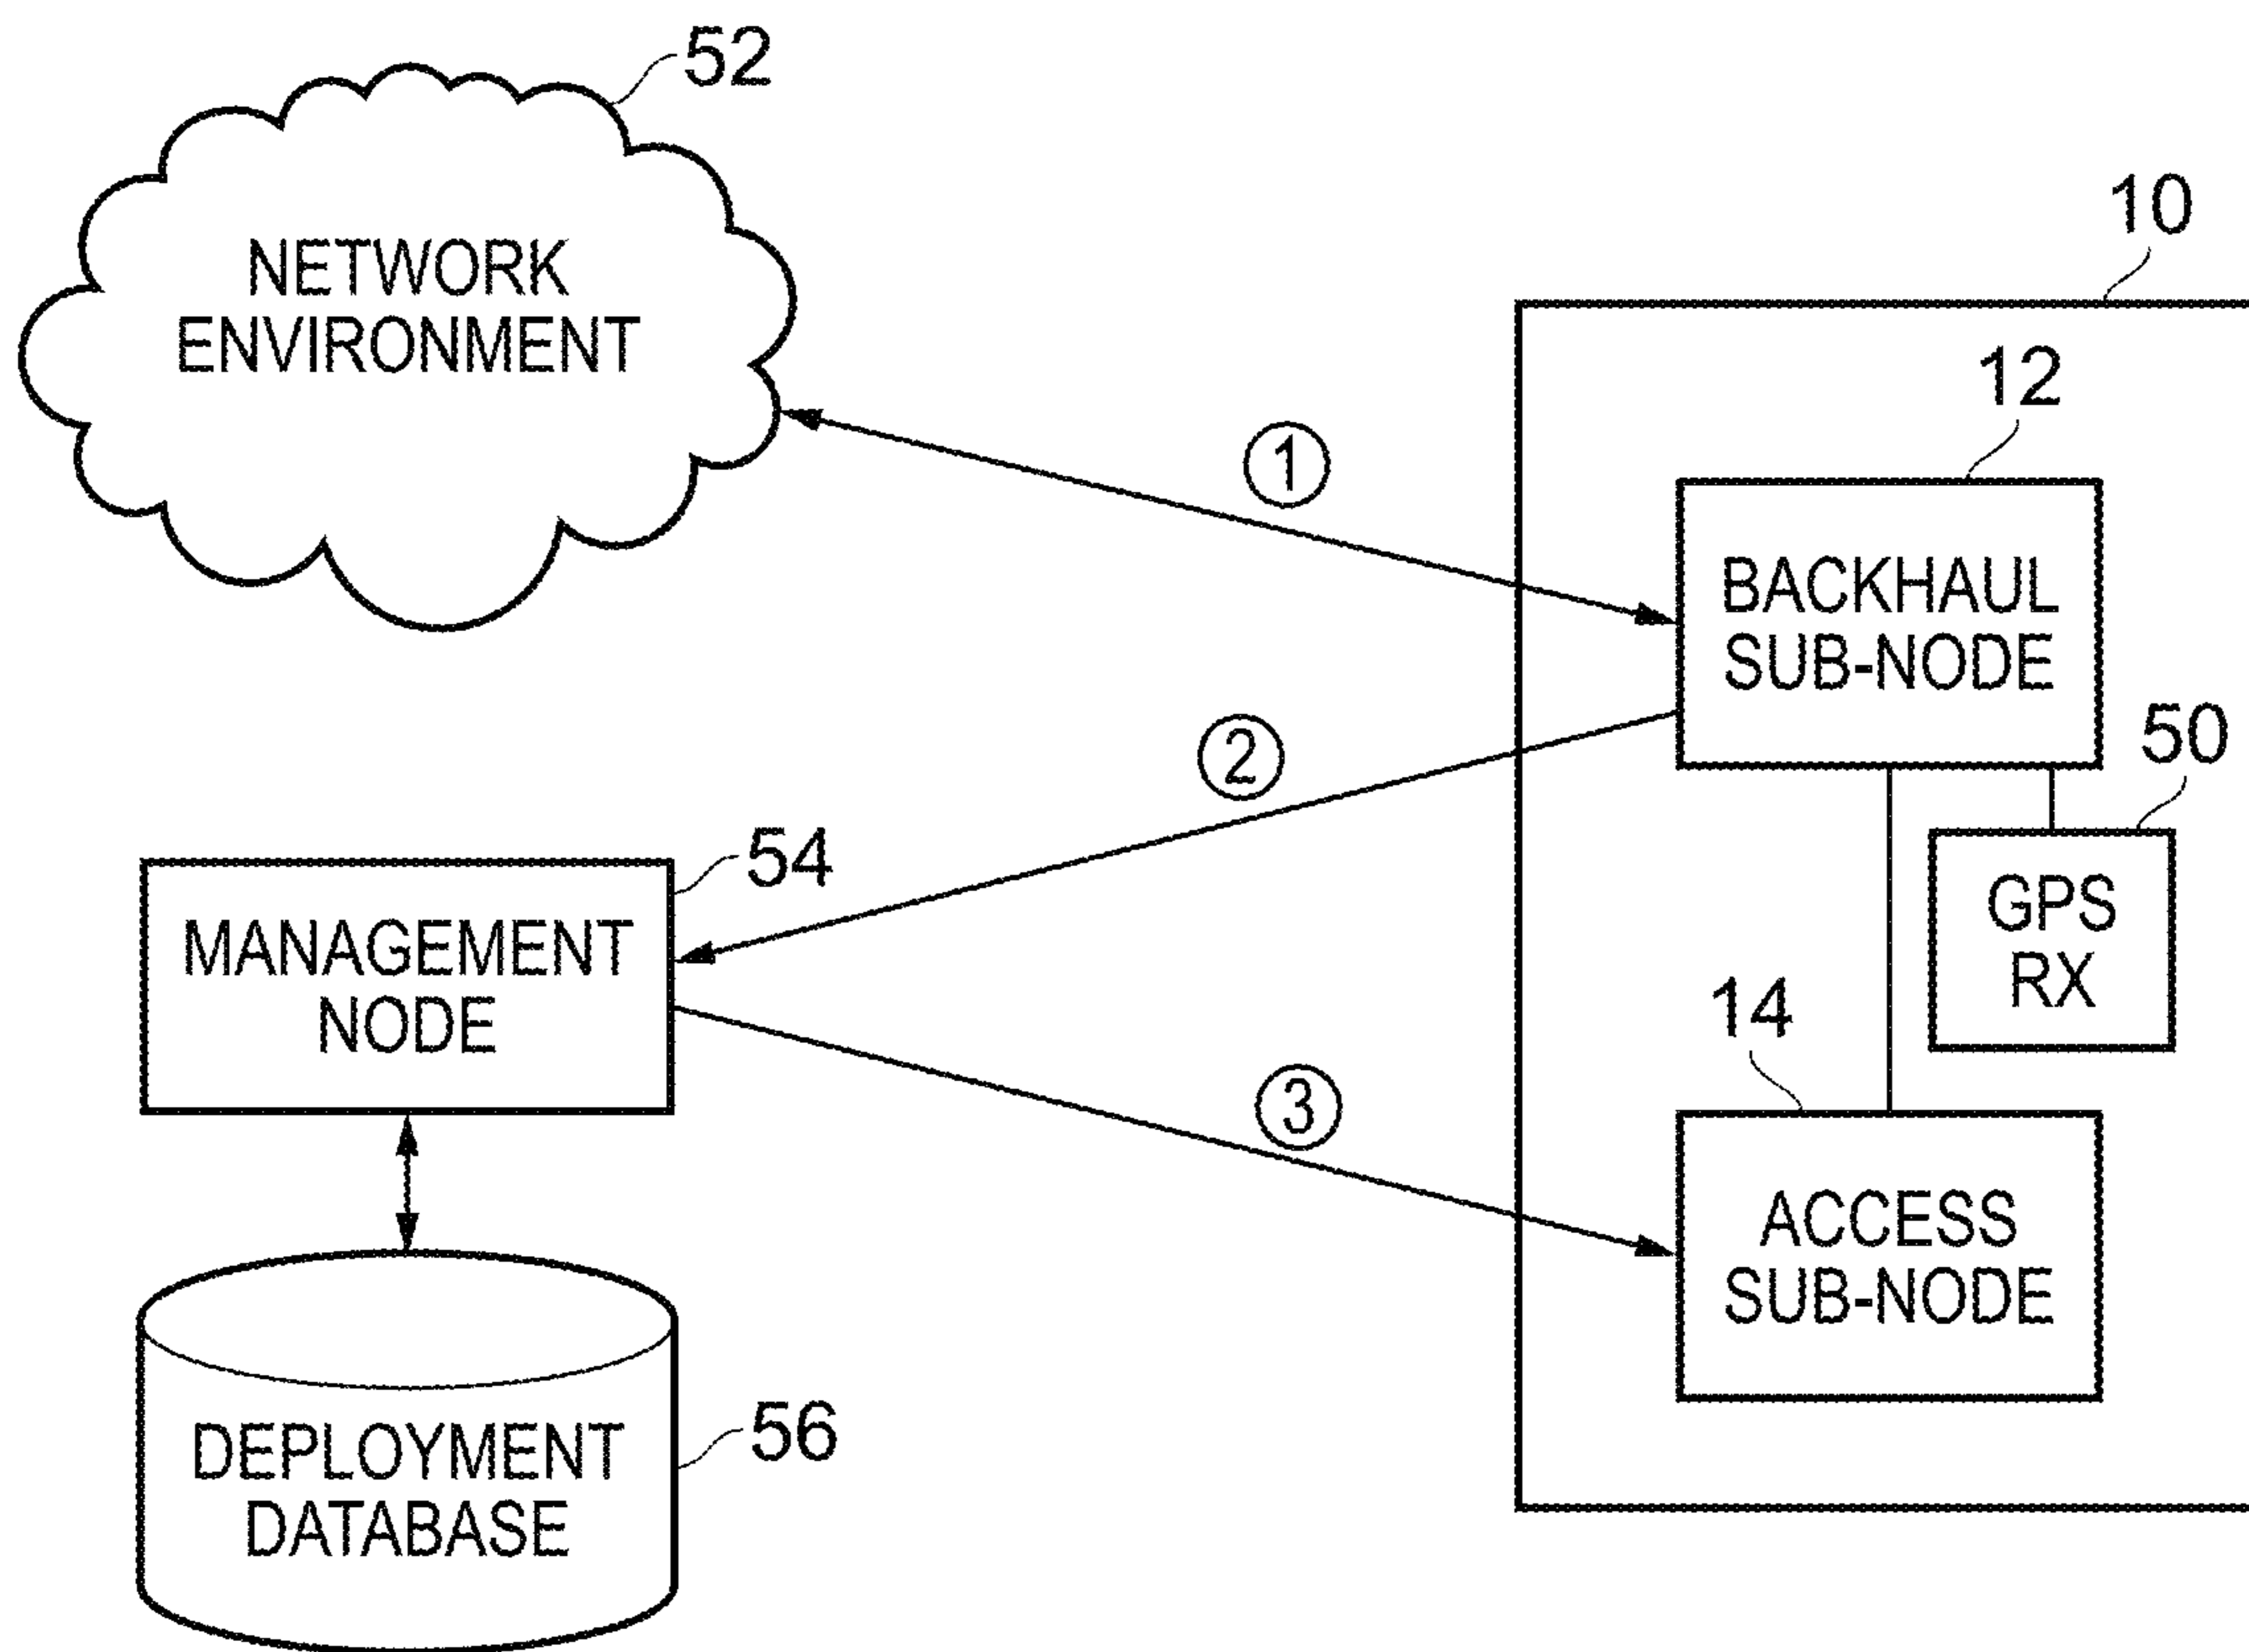 52
NETWORK
ENVIRONMENT
10
12
①
BACKHAUL
SUB-NODE
②
50
54
GPS
RX
MANAGEMENT
NODE
14
③
ACCESS
SUB-NODE
56
DEPLOYMENT
DATABASE